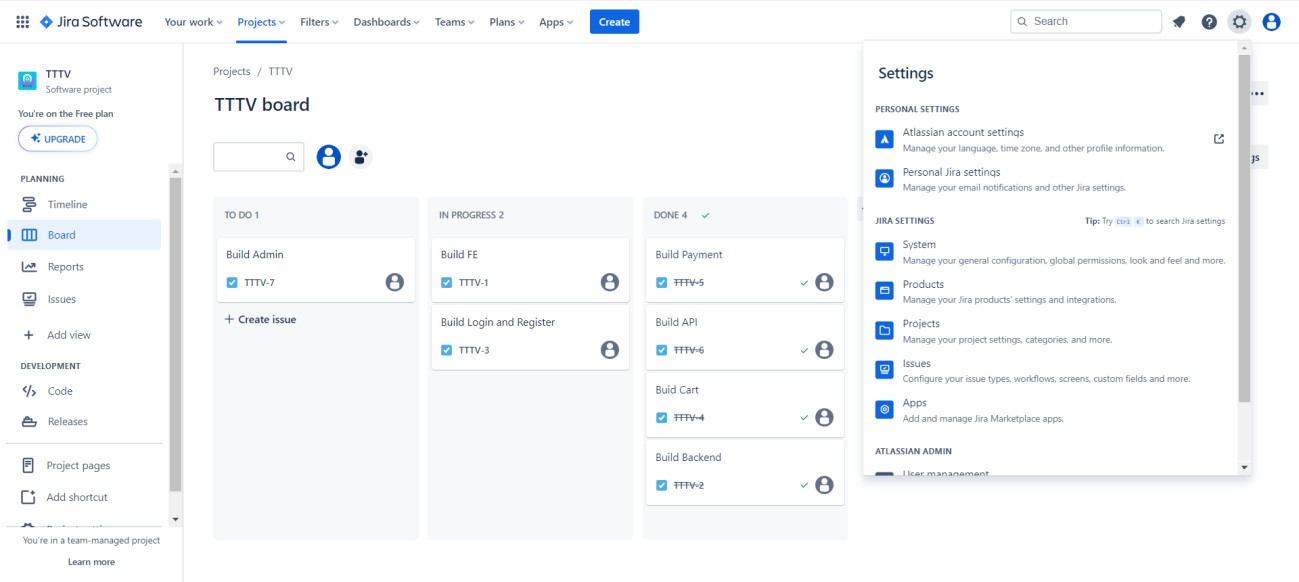 Jira Software
Your work
Projects
Filters
Dashboards
Teams
Plans
Apps
Create
Search
TTTV
Software project
You're on the Free plan
UPGRADE
PLANNING
Timeline
Board
Reports
Issues
Add view
DEVELOPMENT
Code
Releases
Project pages
Add shortcut
You're in a team-managed project
Learn more
Projects / TTTV
TTTV board
TO DO 1
Build Admin
TTTV-7
+ Create issue
IN PROGRESS 2
Build FE
TTTV-1
Build Login and Register
TTTV-3
DONE 4
Build Payment
TTTV-5
Build API
TTTV-6
Buid Cart
TTTV-4
Build Backend
TTTV-2
Settings
PERSONAL SETTINGS
Atlassian account settings
Manage your language, time zone, and other profile information.
Personal Jira settings
Manage your email notifications and other Jira settings.
JIRA SETTINGS
Tip: Try Ctrl K to search Jira settings
System
Manage your general configuration, global permissions, look and feel and more.
Products
Manage your Jira products' settings and integrations.
Projects
Manage your project settings, categories, and more.
Issues
Configure your issue types, workflows, screens, custom fields and more.
Apps
Add and manage Jira Marketplace apps.
ATLASSIAN ADMIN
User management